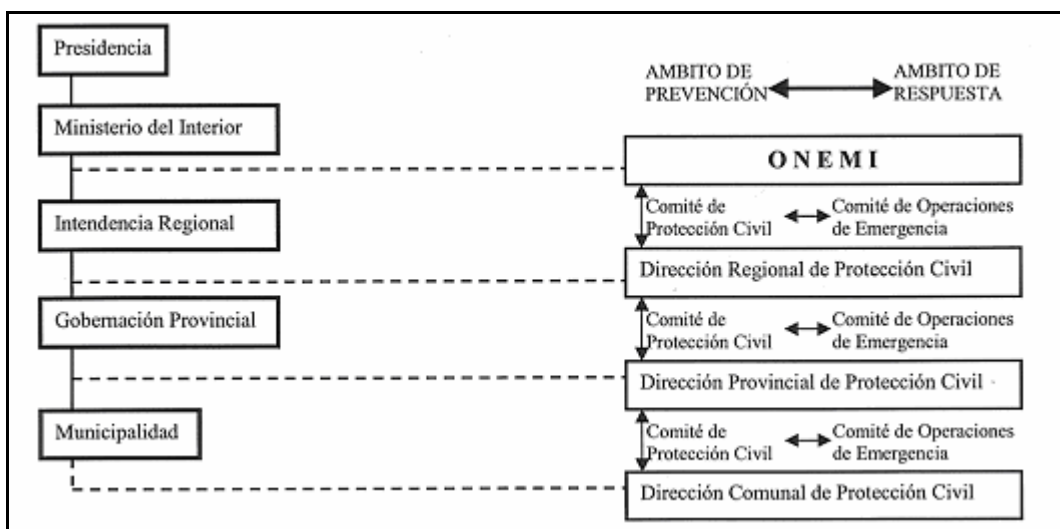 Presidencia
Ministerio del Interior
Intendencia Regional
Gobernación Provincial
Municipalidad
AMBITO DE
PREVENCIÓN
AMBITO DE
RESPUESTA
O N E M I
Comité de
Protección Civil
Comité de Operaciones
de Emergencia
Dirección Regional de Protección Civil
Comité de
Protección Civil
Comité de Operaciones
de Emergencia
Dirección Provincial de Protección Civil
Comité de
Protección Civil
Comité de Operaciones
de Emergencia
Dirección Comunal de Protección Civil